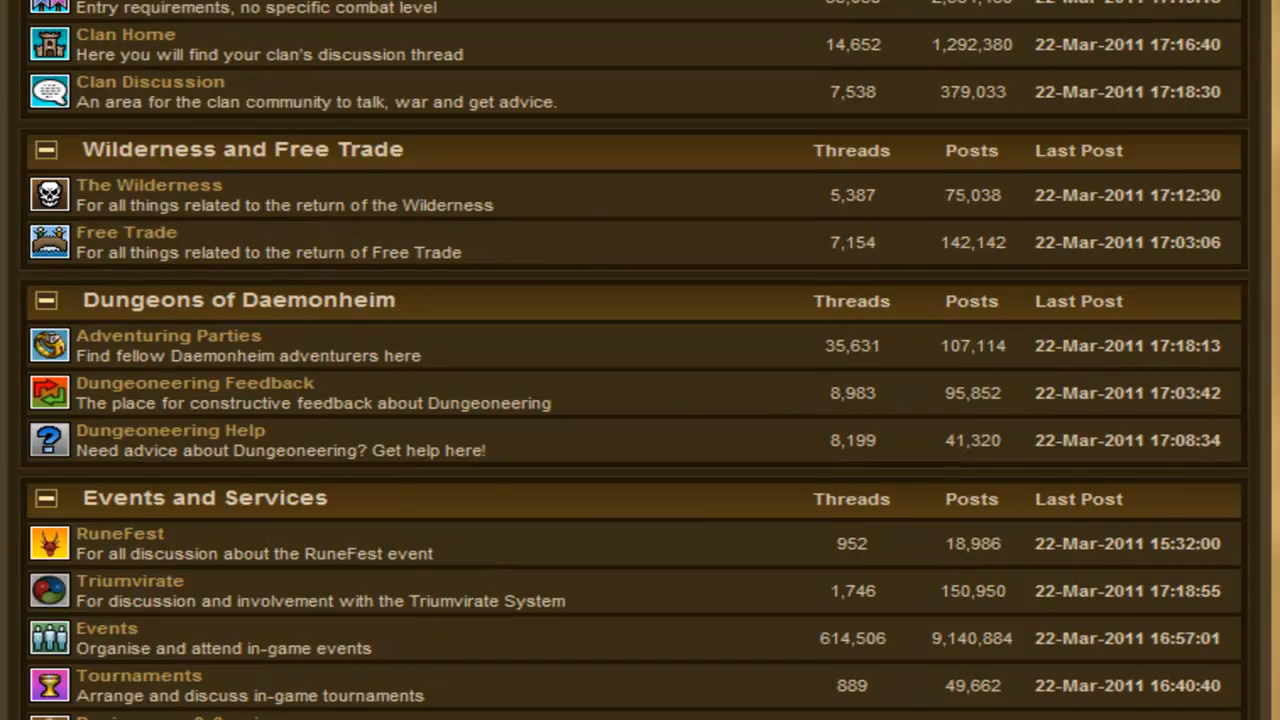 Entry requirements, no specific combat level
Clan Home
Here you will find your clan's discussion thread
14,652 1,292,380 22-Mar-2011 17:16:40
Clan Discussion
An area for the clan community to talk, war and get advice.
7,538 379,033 22-Mar-2011 17:18:30
Wilderness and Free Trade Threads Posts Last Post
The Wilderness
For all things related to the return of the Wilderness
5,387 75,038 22-Mar-2011 17:12:30
Free Trade
For all things related to the return of Free Trade
7,154 142,142 22-Mar-2011 17:03:06
Dungeons of Daemonheim Threads Posts Last Post
Adventuring Parties
Find fellow Daemonheim adventurers here
35,631 107,114 22-Mar-2011 17:18:13
Dungeoneering Feedback
The place for constructive feedback about Dungeoneering
8,983 95,852 22-Mar-2011 17:03:42
Dungeoneering Help
Need advice about Dungeoneering? Get help here!
8,199 41,320 22-Mar-2011 17:08:34
Events and Services Threads Posts Last Post
RuneFest
For all discussion about the RuneFest event
952 18,986 22-Mar-2011 15:32:00
Triumvirate
For discussion and involvement with the Triumvirate System
1,746 150,950 22-Mar-2011 17:18:55
Events
Organise and attend in-game events
614,506 9,140,884 22-Mar-2011 16:57:01
Tournaments
Arrange and discuss in-game tournaments
889 49,662 22-Mar-2011 16:40:40